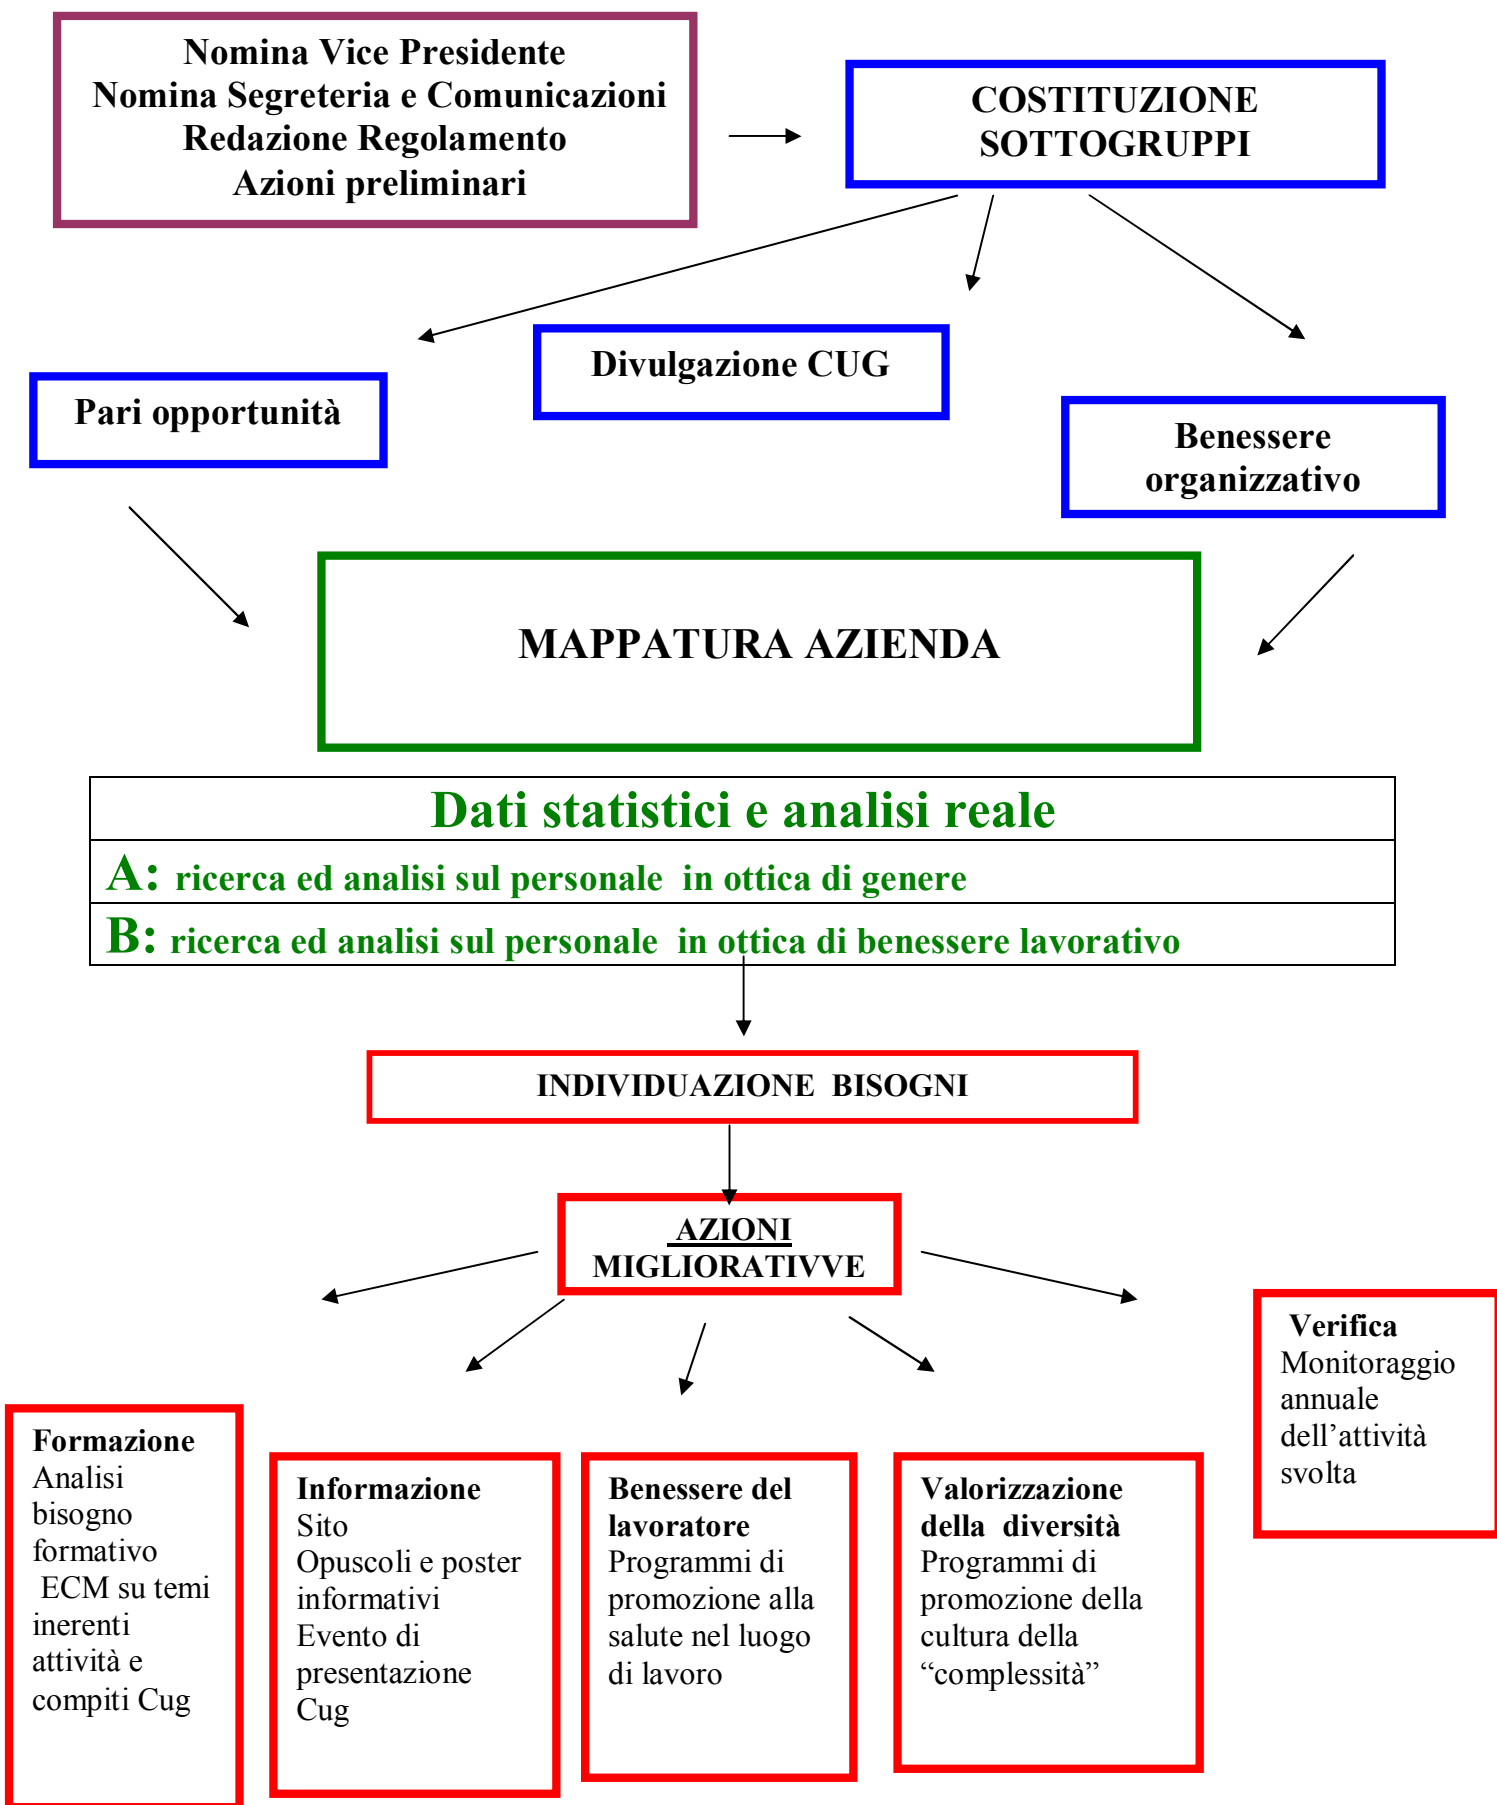 Nomina Vice Presidente
Nomina Segreteria e Comunicazioni
Redazione Regolamento
Azioni preliminari
COSTITUZIONE
SOTTOGRUPPI
Divulgazione CUG
Pari opportunità
Benessere
organizzativo
MAPPATURA AZIENDA
Dati statistici e analisi reale
A: ricerca ed analisi sul personale in ottica di genere
B: ricerca ed analisi sul personale in ottica di benessere lavorativo
INDIVIDUAZIONE BISOGNI
AZIONI
MIGLIORATIVVE
Formazione
Analisi
bisogno
formativo
ECM su temi
inerenti
attività e
compiti Cug
Informazione
Sito
Opuscoli e poster
informativi
Evento di
presentazione
Cug
Benessere del
lavoratore
Programmi di
promozione alla
salute nel luogo
di lavoro
Valorizzazione
della diversità
Programmi di
promozione della
cultura della
“complessità”
Verifica
Monitoraggio
annuale
dell’attività
svolta